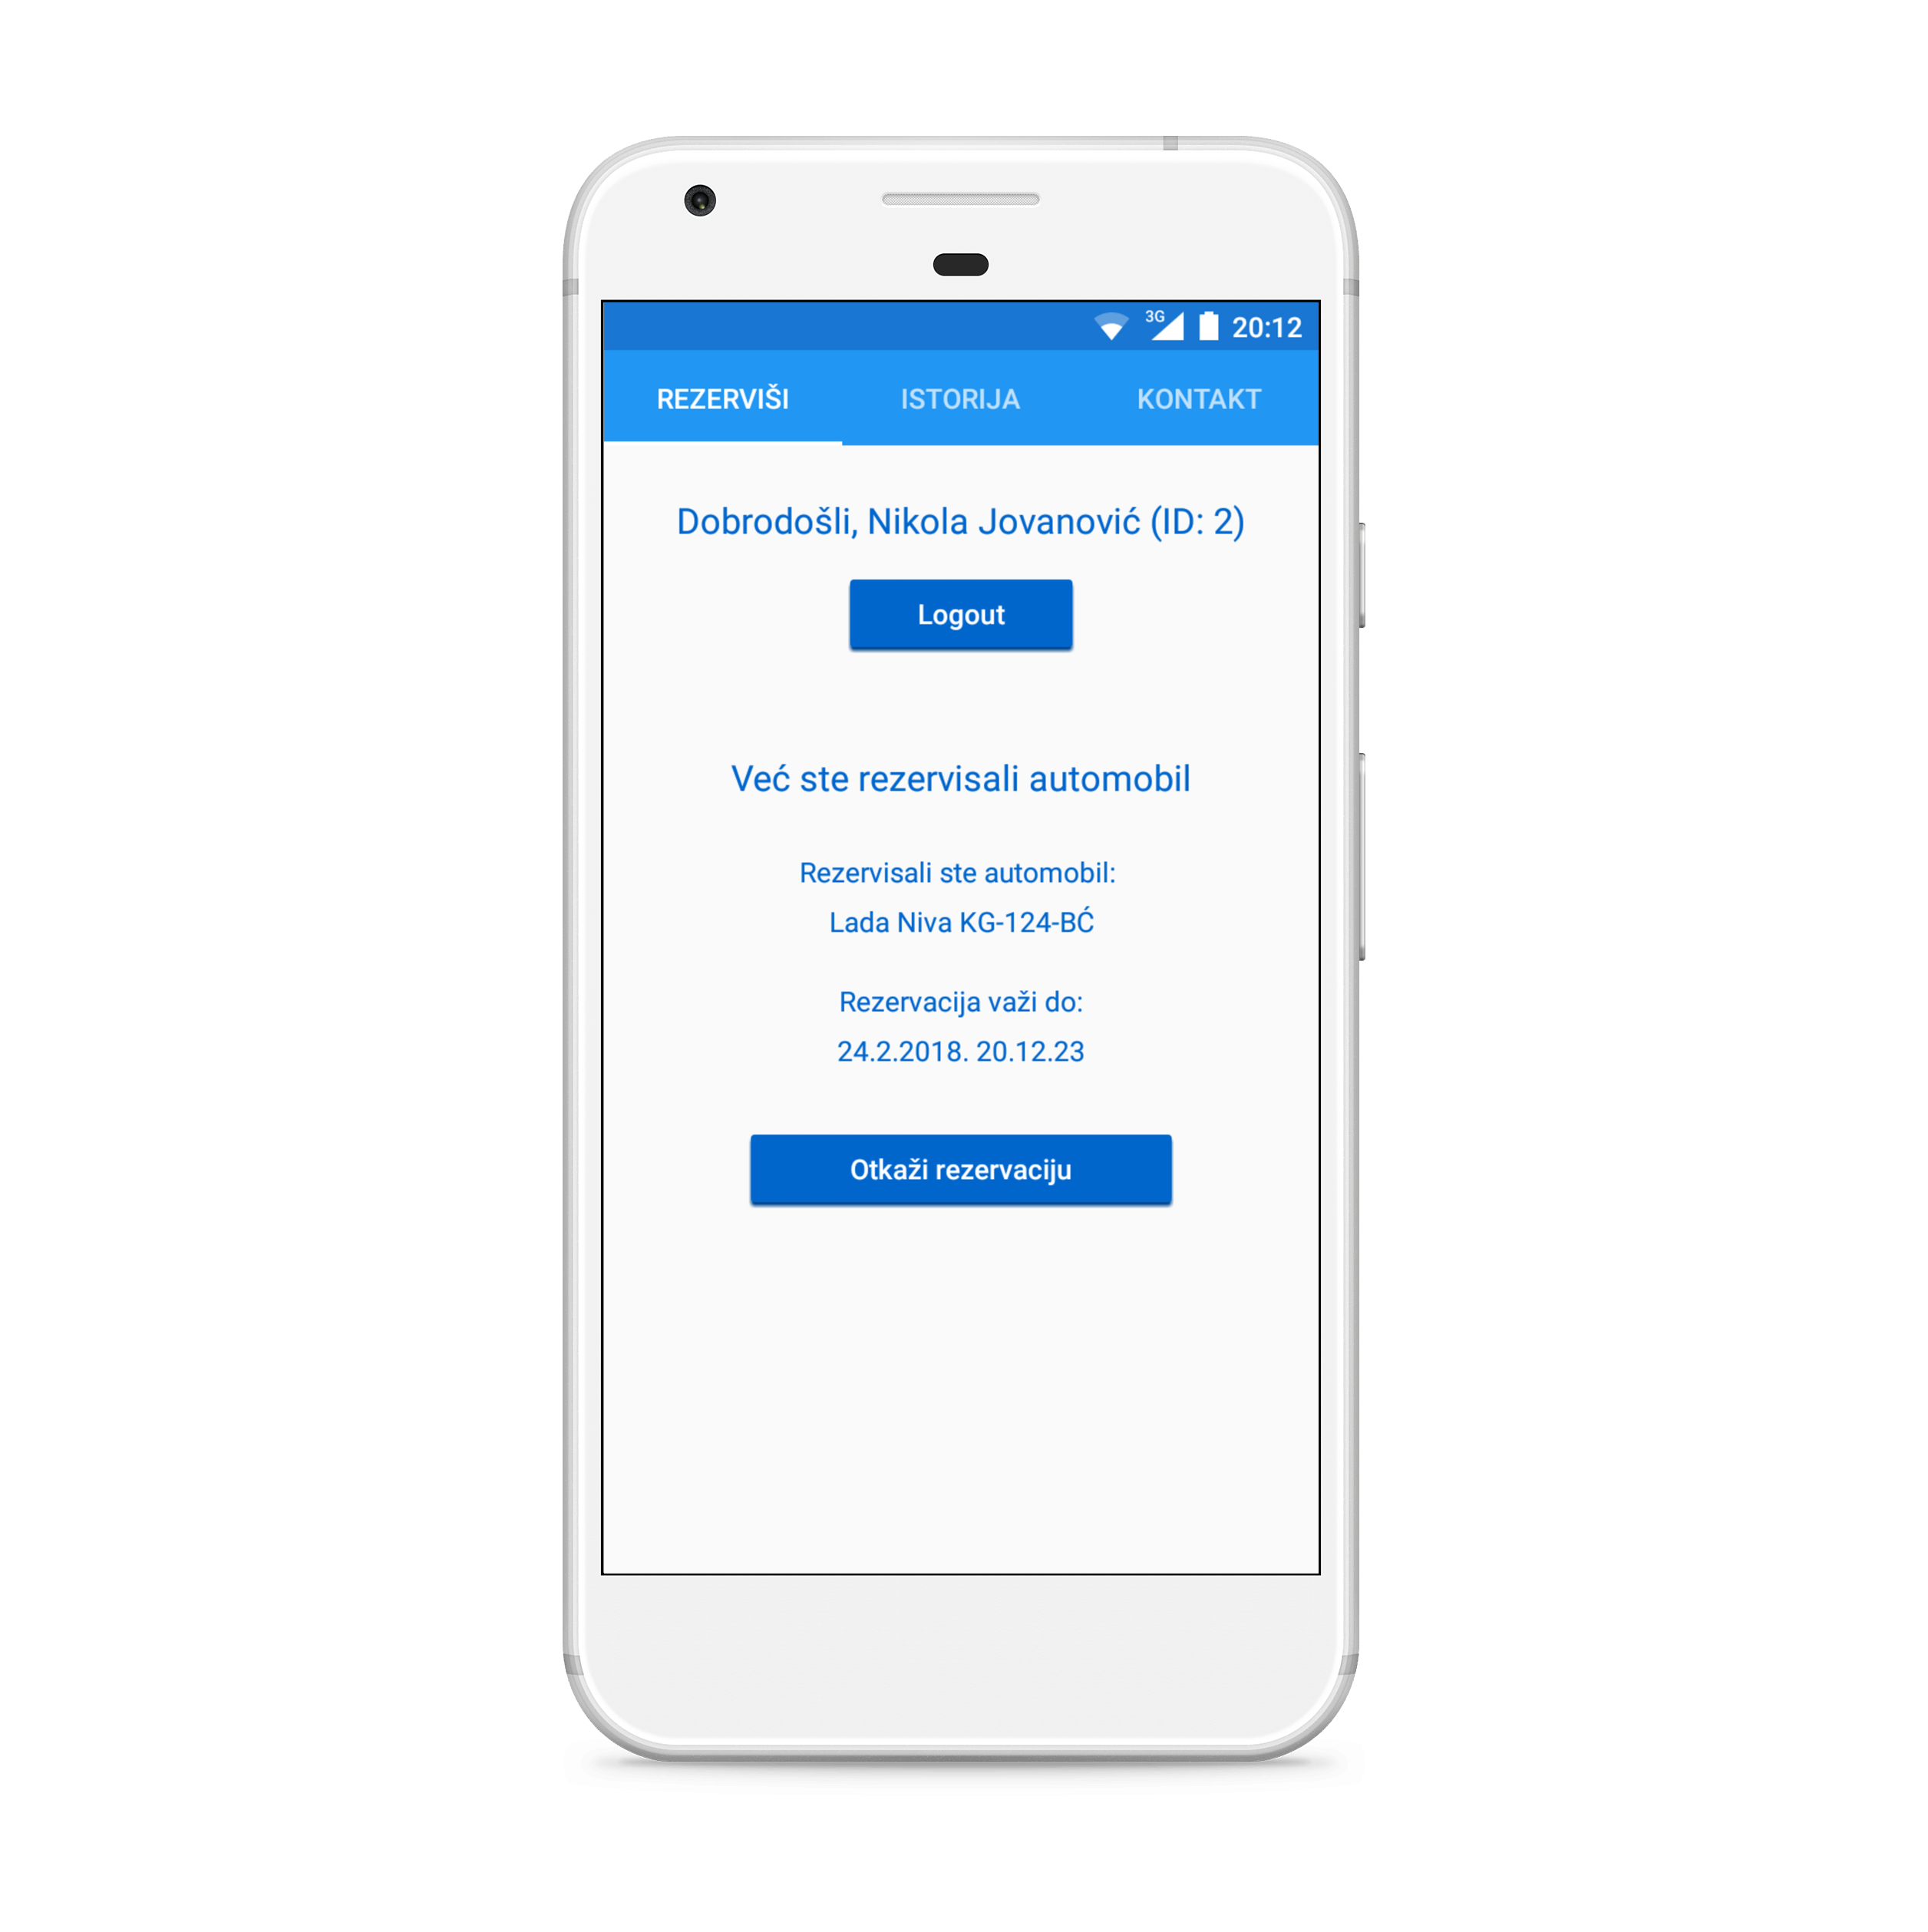 3G 20:12
REZERVIŠI ISTORIJA KONTAKT
Dobrodošli, Nikola Jovanović (ID: 2)
Logout
Već ste rezervisali automobil
Rezervisali ste automobil:
Lada Niva KG-124-BĆ
Rezervacija važi do:
24.2.2018. 20.12.23
Otkaži rezervaciju